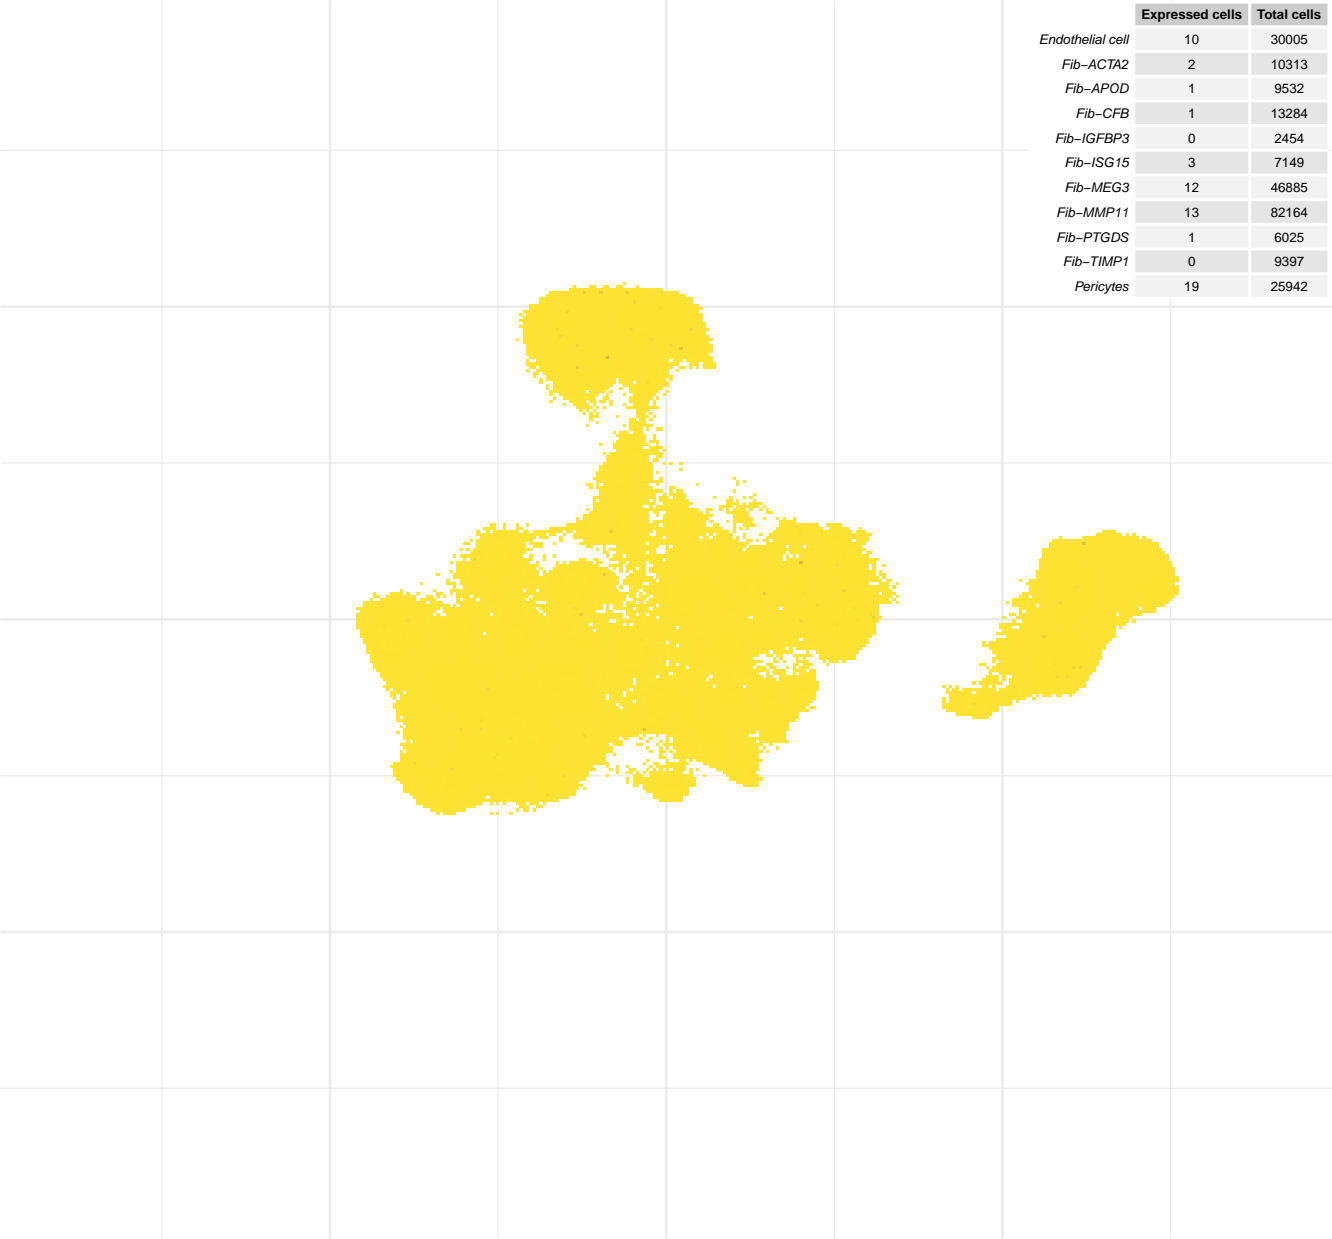 Expressed cells Total cells
Endothelial cell 10 30005
Fib−ACTA2 2 10313
Fib−APOD 1 9532
Fib−CFB 1 13284
Fib−IGFBP3 0 2454
Fib−ISG15 3 7149
Fib−MEG3 12 46885
Fib−MMP11 13 82164
Fib−PTGDS 1 6025
Fib−TIMP1 0 9397
Pericytes 19 25942